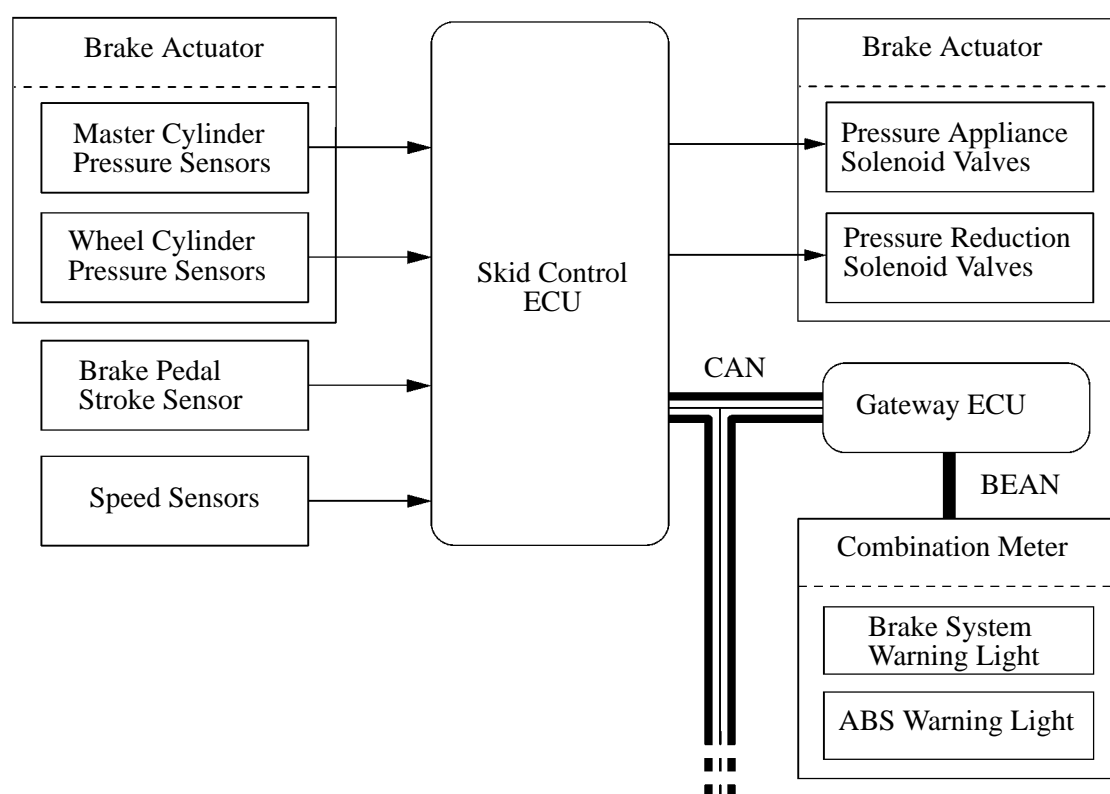 Brake Actuator
Master Cylinder
Pressure Sensors
Wheel Cylinder
Pressure Sensors
Brake Pedal
Stroke Sensor
Speed Sensors
Skid Control
ECU
Brake Actuator
Pressure Appliance
Solenoid Valves
Pressure Reduction
Solenoid Valves
CAN
Gateway ECU
BEAN
Combination Meter
Brake System
Warning Light
ABS Warning Light